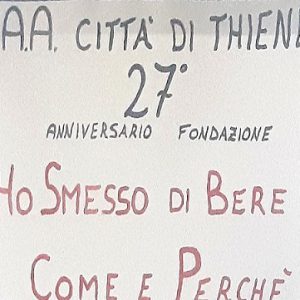 A.A. CITTÀ DI THIENE
27°
ANNIVERSARIO FONDAZIONE
HO SMESSO DI BERE
COME E PERCHÈ